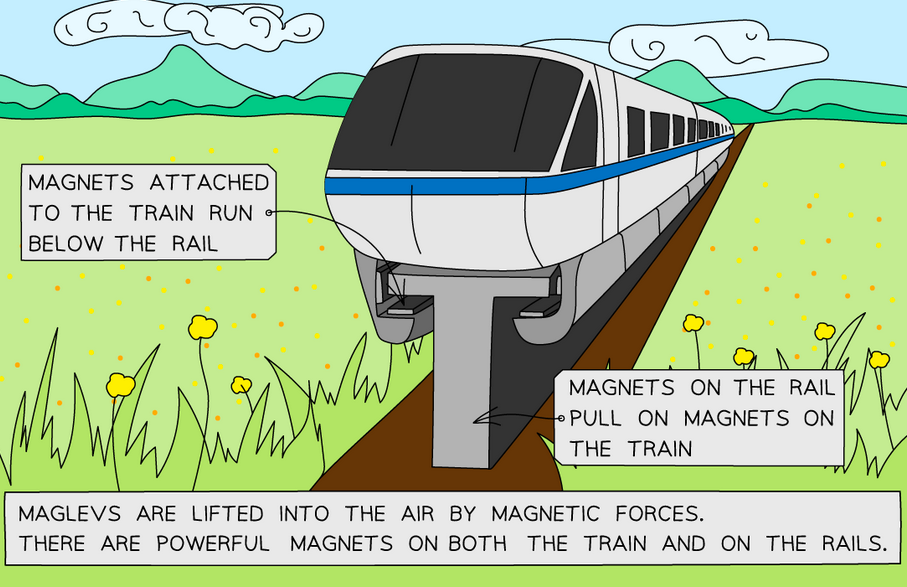 MAGNETS ATTACHED
TO THE TRAIN RUN
BELOW THE RAIL
MAGNETS ON THE RAIL
PULL ON MAGNETS ON
THE TRAIN
MAGLEVS ARE LIFTED INTO THE AIR BY MAGNETIC FORCES.
THERE ARE POWERFUL MAGNETS ON BOTH THE TRAIN AND ON THE RAILS.